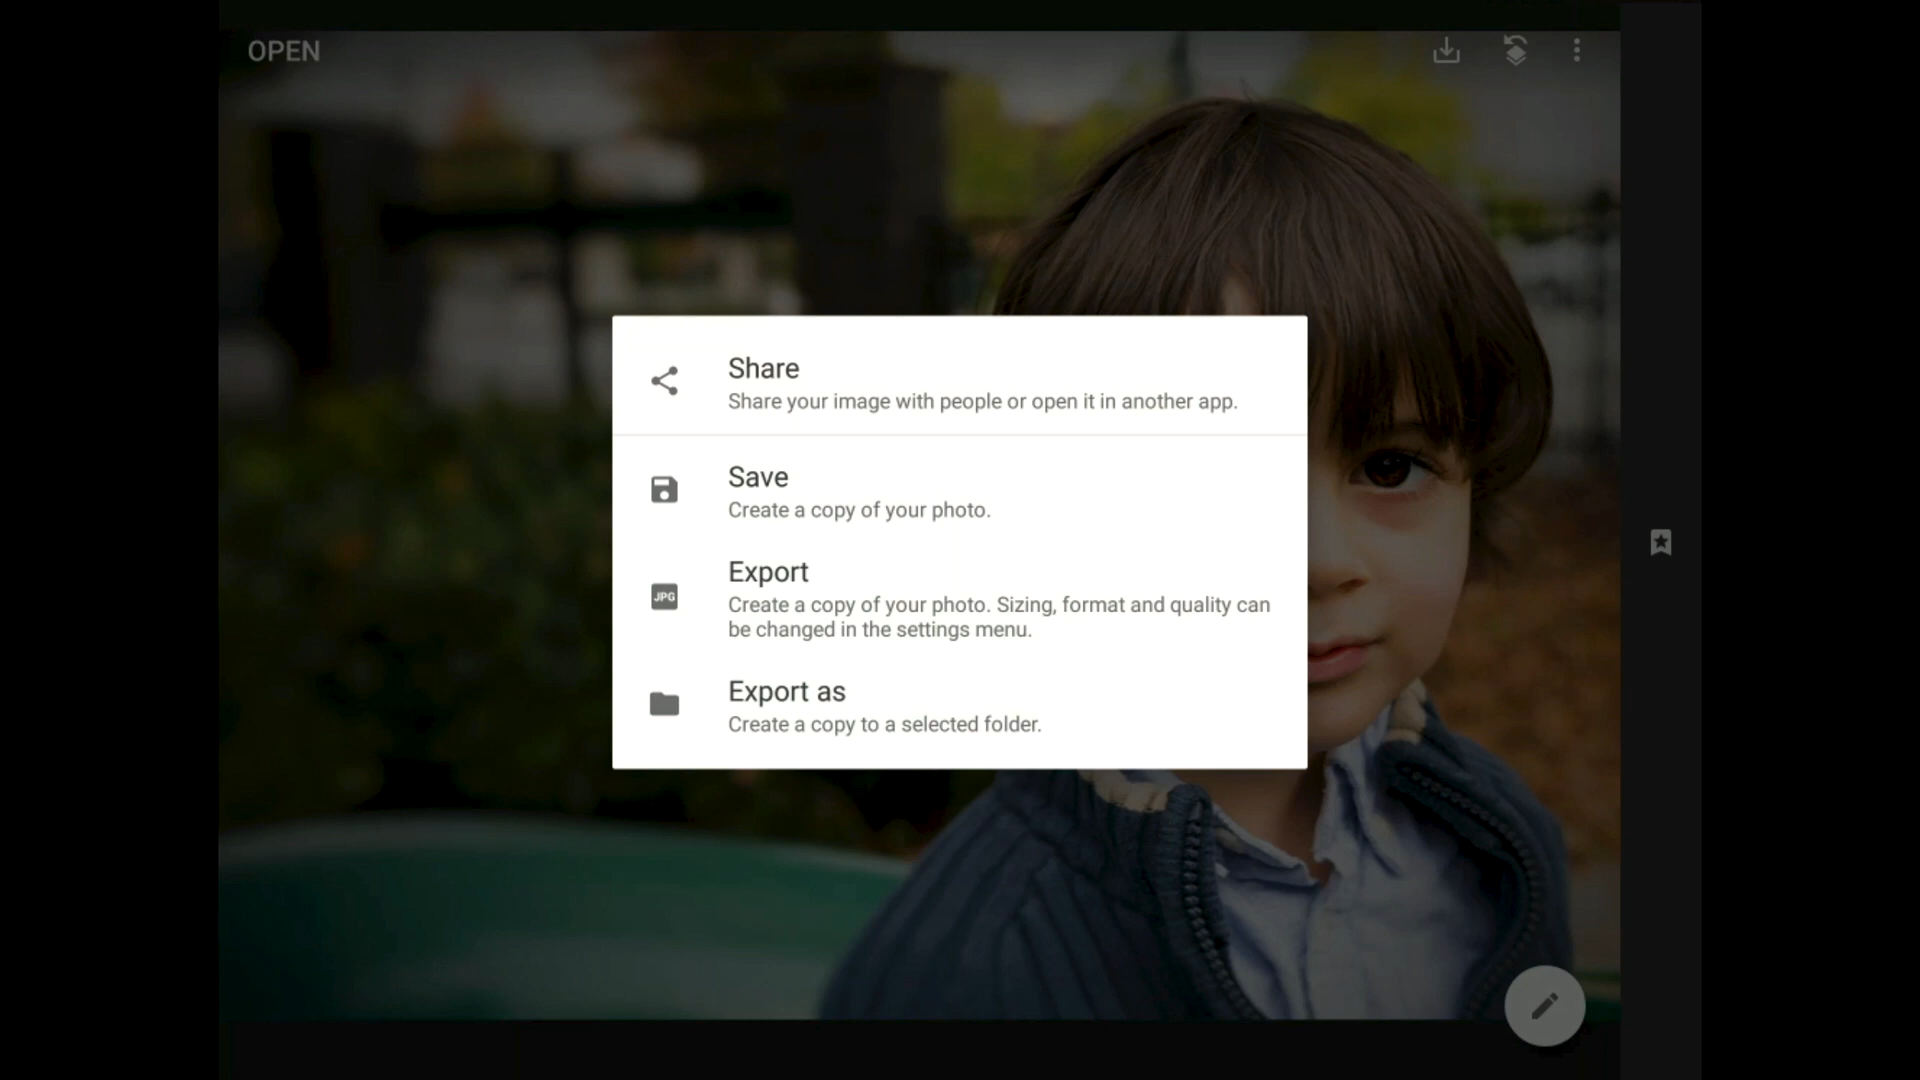 OPEN
Share
Share your image with people or open it in another app.
Save
Create a copy of your photo.
JPG
Export
Create a copy of your photo. Sizing, format and quality can
be changed in the settings menu.
Export as
Create a copy to a selected folder.